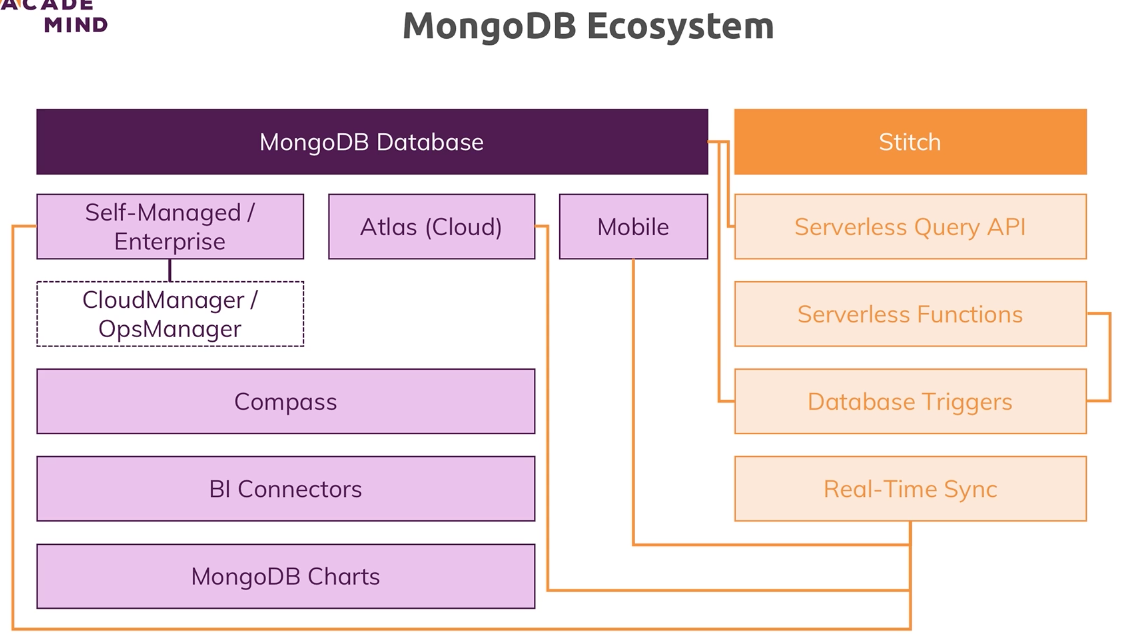 ACADE
MIND
MongoDB Ecosystem
MongoDB Database
Stitch
Self-Managed /
Enterprise
Atlas (Cloud)
Mobile
Serverless Query API
CloudManager /
OpsManager
Serverless Functions
Compass
Database Triggers
BI Connectors
Real-Time Sync
MongoDB Charts